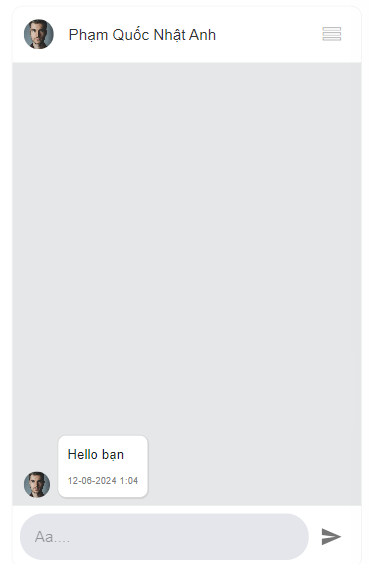 Phạm Quốc Nhật Anh
Hello bạn
12-06-2024 1:04
Aa....